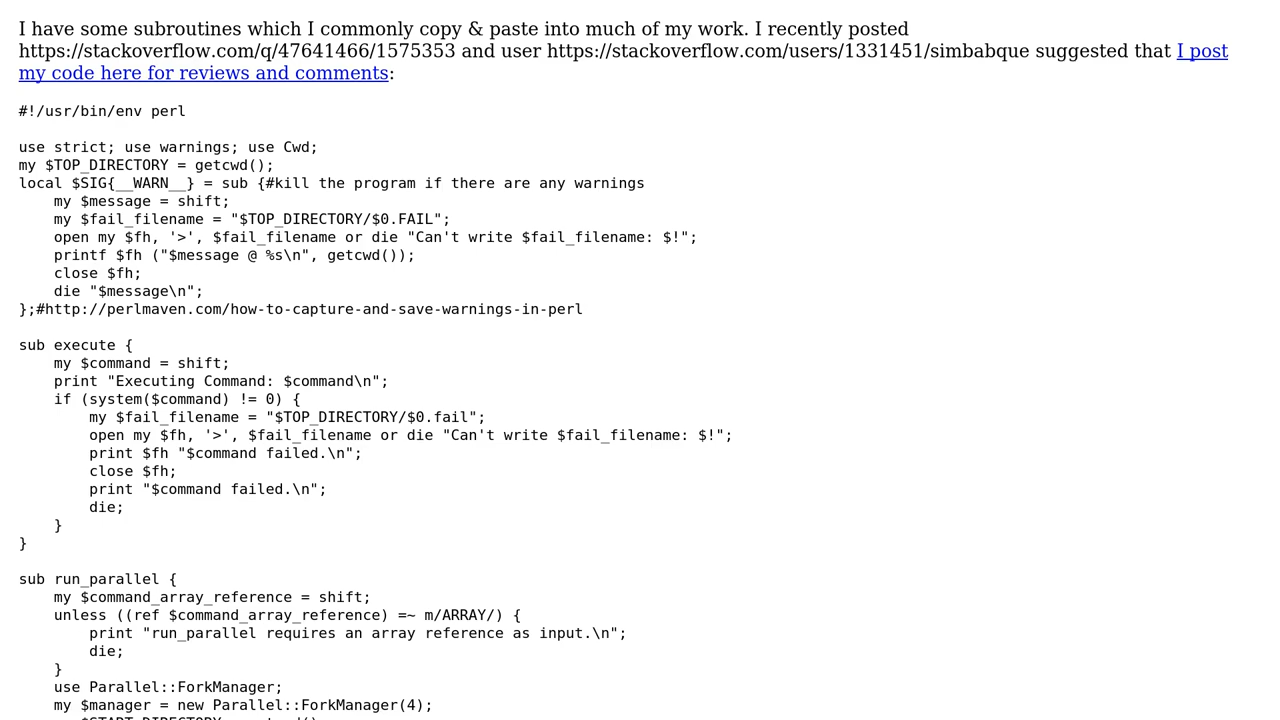 I have some subroutines which I commonly copy & paste into much of my work. I recently posted
https://stackoverflow.com/q/47641466/1575353 and user https://stackoverflow.com/users/1331451/simbabque suggested that I post
my code here for reviews and comments:
#!/usr/bin/env perl
use strict; use warnings; use Cwd;
my $TOP_DIRECTORY = getcwd();
local $SIG{__WARN__} = sub {#kill the program if there are any warnings
    my $message = shift;
    my $fail_filename = "$TOP_DIRECTORY/$0.FAIL";
    open my $fh, '>', $fail_filename or die "Can't write $fail_filename: $!";
    printf $fh ("$message @ %s\n", getcwd());
    close $fh;
    die "$message\n";
};#http://perlmaven.com/how-to-capture-and-save-warnings-in-perl
sub execute {
    my $command = shift;
    print "Executing Command: $command\n";
    if (system($command) != 0) {
        my $fail_filename = "$TOP_DIRECTORY/$0.fail";
        open my $fh, '>', $fail_filename or die "Can't write $fail_filename: $!";
        print $fh "$command failed.\n";
        close $fh;
        print "$command failed.\n";
        die;
    }
}
sub run_parallel {
    my $command_array_reference = shift;
    unless ((ref $command_array_reference) =~ m/ARRAY/) {
        print "run_parallel requires an array reference as input.\n";
        die;
    }
    use Parallel::ForkManager;
    my $manager = new Parallel::ForkManager(4);